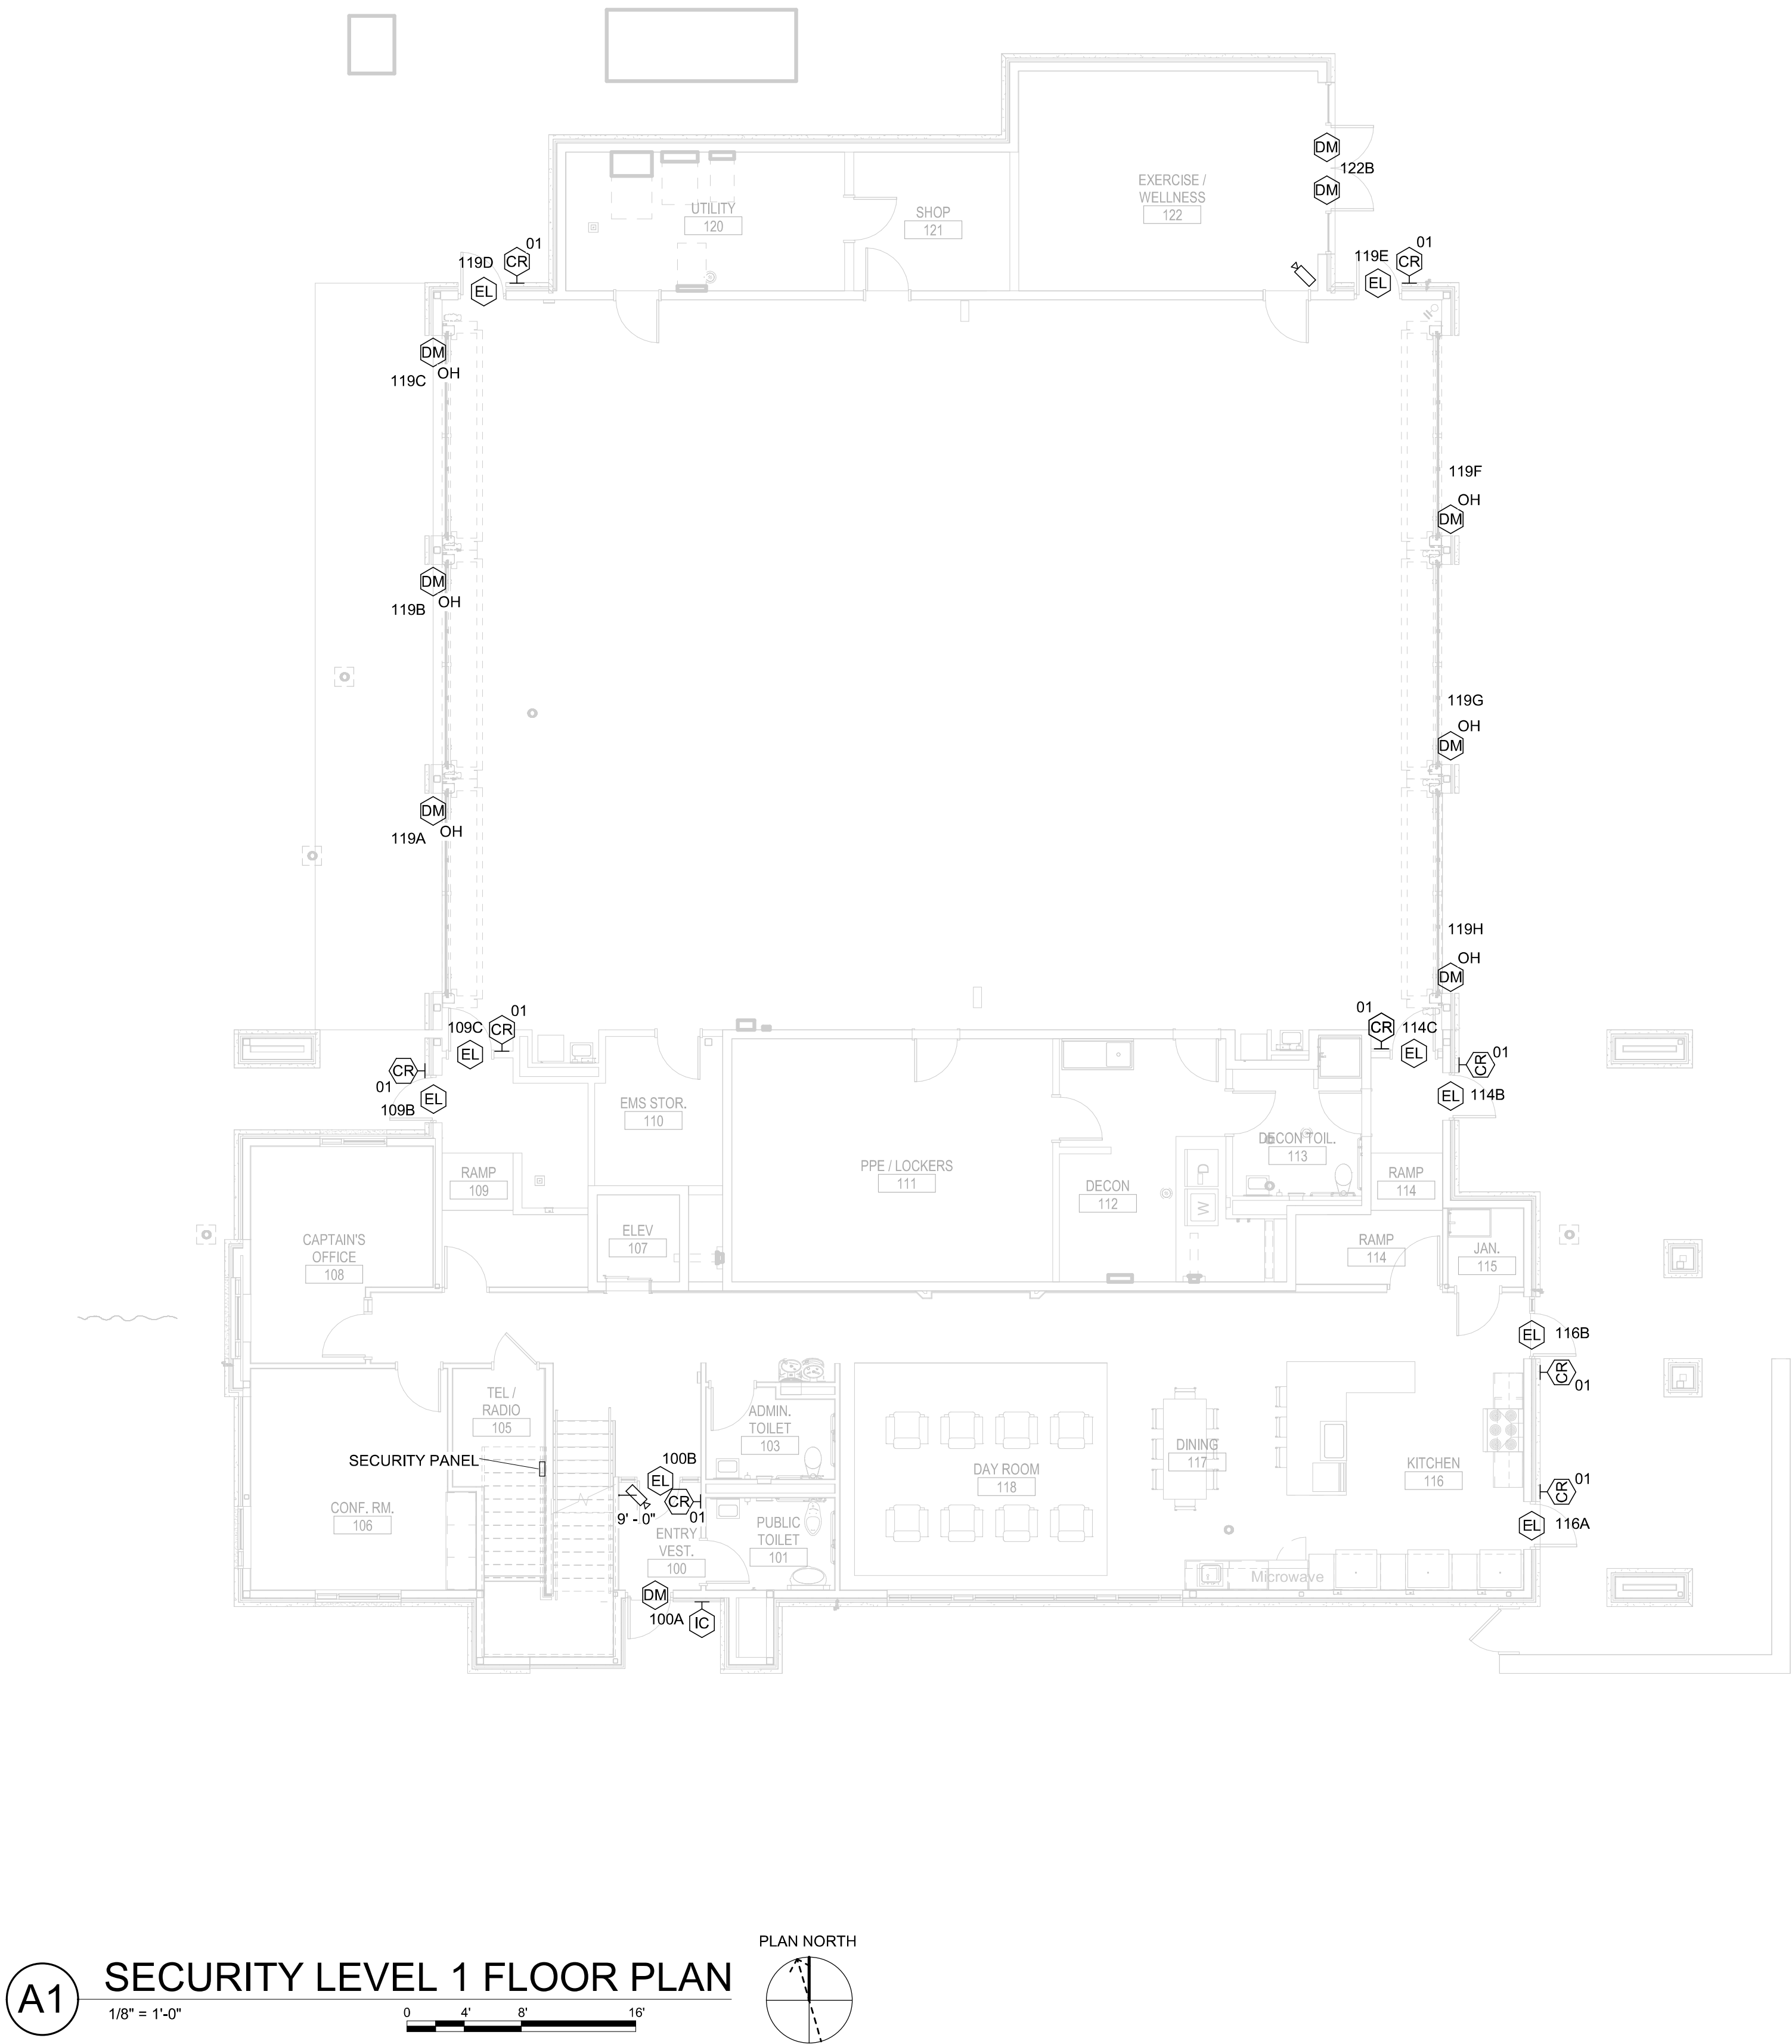 DM
122B
DM
EXERCISE /
WELLNESS
122
UTILITY
120
SHOP
121
01
119D
CR
EL
01
119E
CR
EL
DM
119C
OH
119F
OH
DM
DM
119B
OH
119G
OH
DM
DM
119A
OH
119H
OH
DM
01
109C
CR
EL
CR
01
EL
109B
01
CR
114C
EL
01
CR
EL
114B
EMS STOR.
110
PPE / LOCKERS
111
DECON
112
DECON TOIL.
113
D
W
RAMP
109
RAMP
114
RAMP
114
JAN.
115
ELEV
107
CAPTAIN'S
OFFICE
108
EL
116B
CR
01
TEL /
RADIO
105
ADMIN.
TOILET
103
SECURITY PANEL
CONF. RM.
106
100B
EL
CR
01
9' - 0"
ENTRY
VEST.
100
PUBLIC
TOILET
101
DAY ROOM
118
DINING
117
KITCHEN
116
01
CR
EL
116A
Microwave
DM
100A
IC
PLAN NORTH
A1
SECURITY LEVEL 1 FLOOR PLAN
1/8" = 1'-0"
0
4'
8'
16'